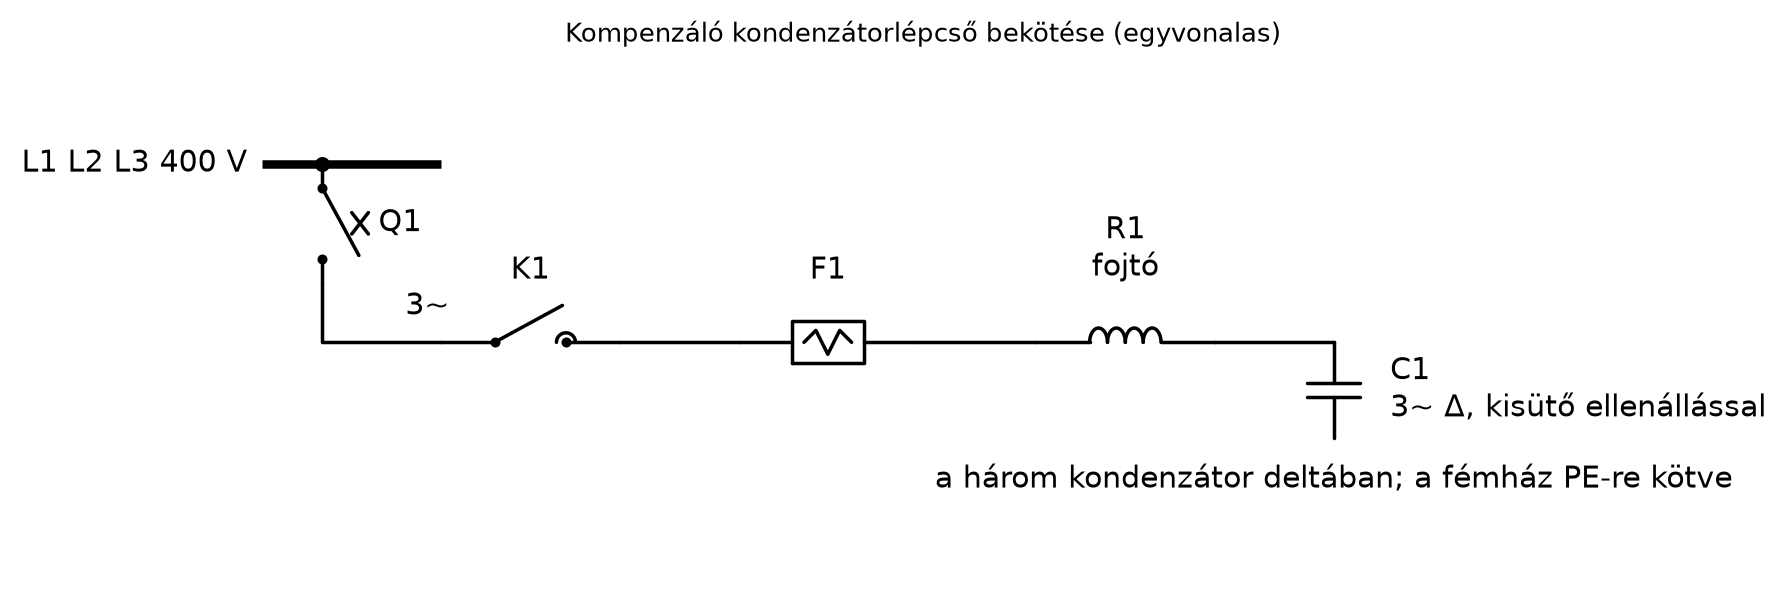 Kompenzáló kondenzátorlépcső bekötése (egyvonalas)
L1 L2 L3 400 V
Q1
3~
K1
F1
R1
fojtó
C1
3~ Δ, kisütő ellenállással
a három kondenzátor deltában; a fémház PE-re kötve